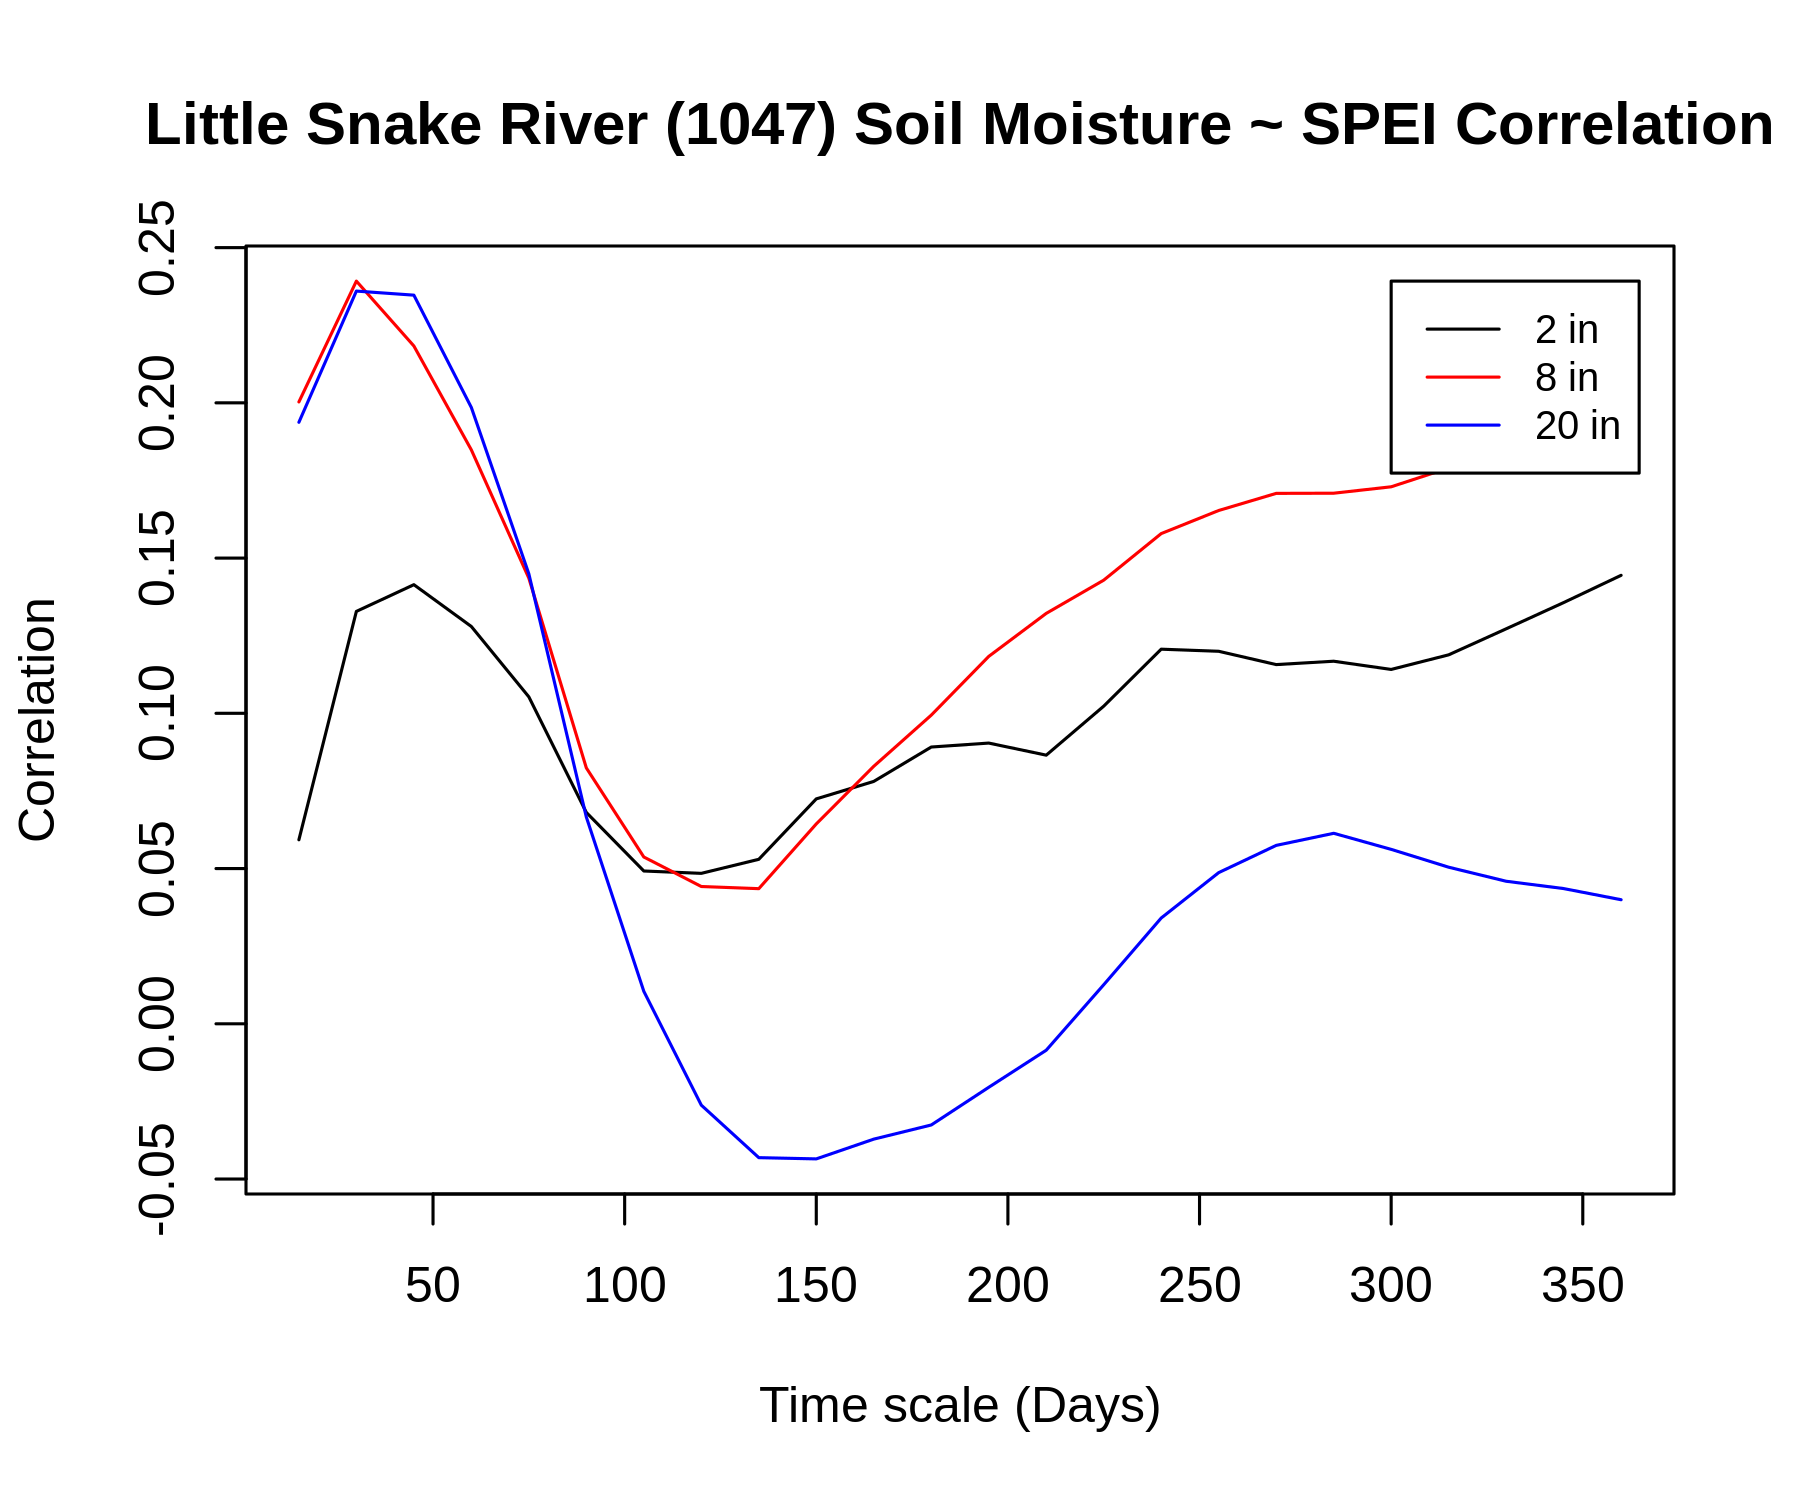 Little Snake River (1047) Soil Moisture ~ SPEI Correlation
Correlation
0.25
0.20
0.15
0.10
0.05
0.00
-0.05
2 in
8 in
20 in
50 100 150 200 250 300 350
Time scale (Days)